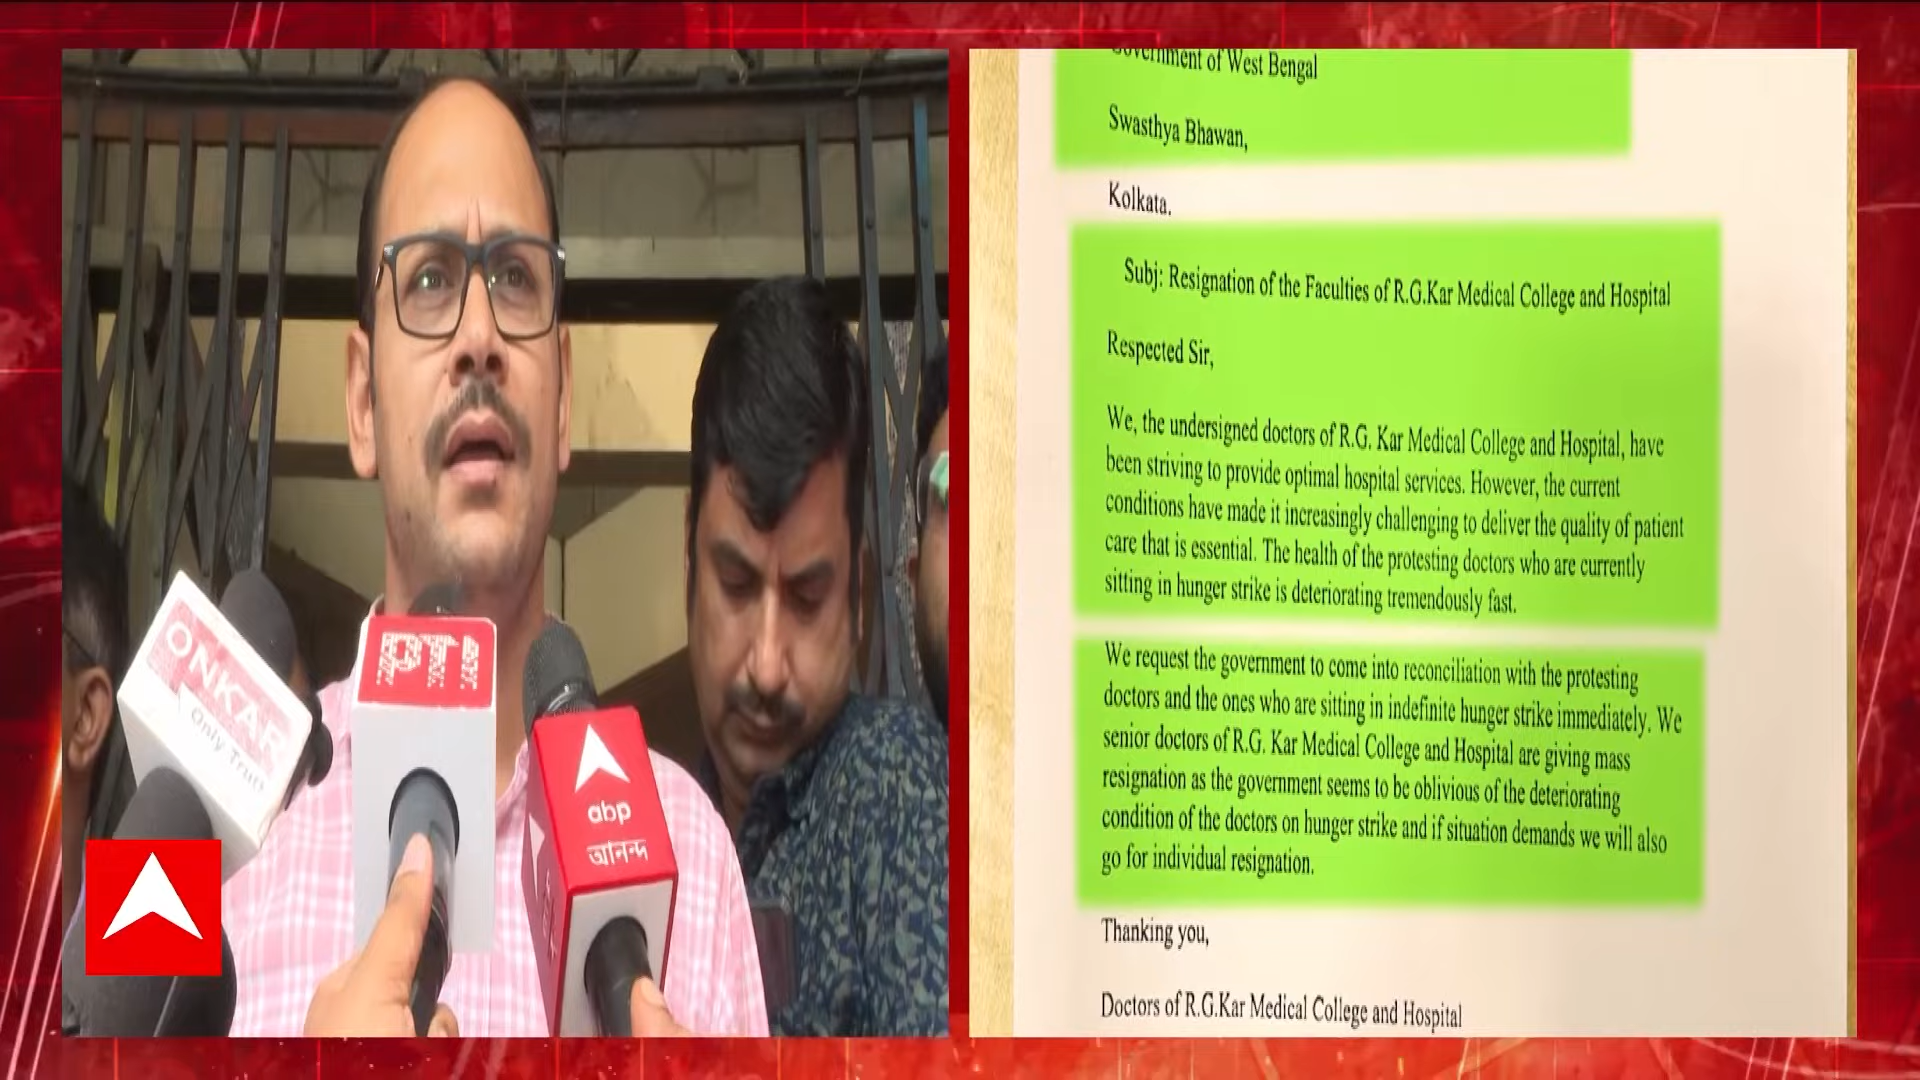 ONKAR
Only Truth
PTI
abp
আনন্দ
Government of West Bengal
Swasthya Bhawan,
Kolkata.
Subj: Resignation of the Faculties of R.G.Kar Medical College and Hospital
Respected Sir,
We, the undersigned doctors of R.G. Kar Medical College and Hospital, have
been striving to provide optimal hospital services. However, the current
conditions have made it increasingly challenging to deliver the quality of patient
care that is essential. The health of the protesting doctors who are currently
sitting in hunger strike is deteriorating tremendously fast.
We request the government to come into reconciliation with the protesting
doctors and the ones who are sitting in indefinite hunger strike immediately. We
senior doctors of R.G. Kar Medical College and Hospital are giving mass
resignation as the government seems to be oblivious of the deteriorating
condition of the doctors on hunger strike and if situation demands we will also
go for individual resignation.
Thanking you,
Doctors of R.G.Kar Medical College and Hospital